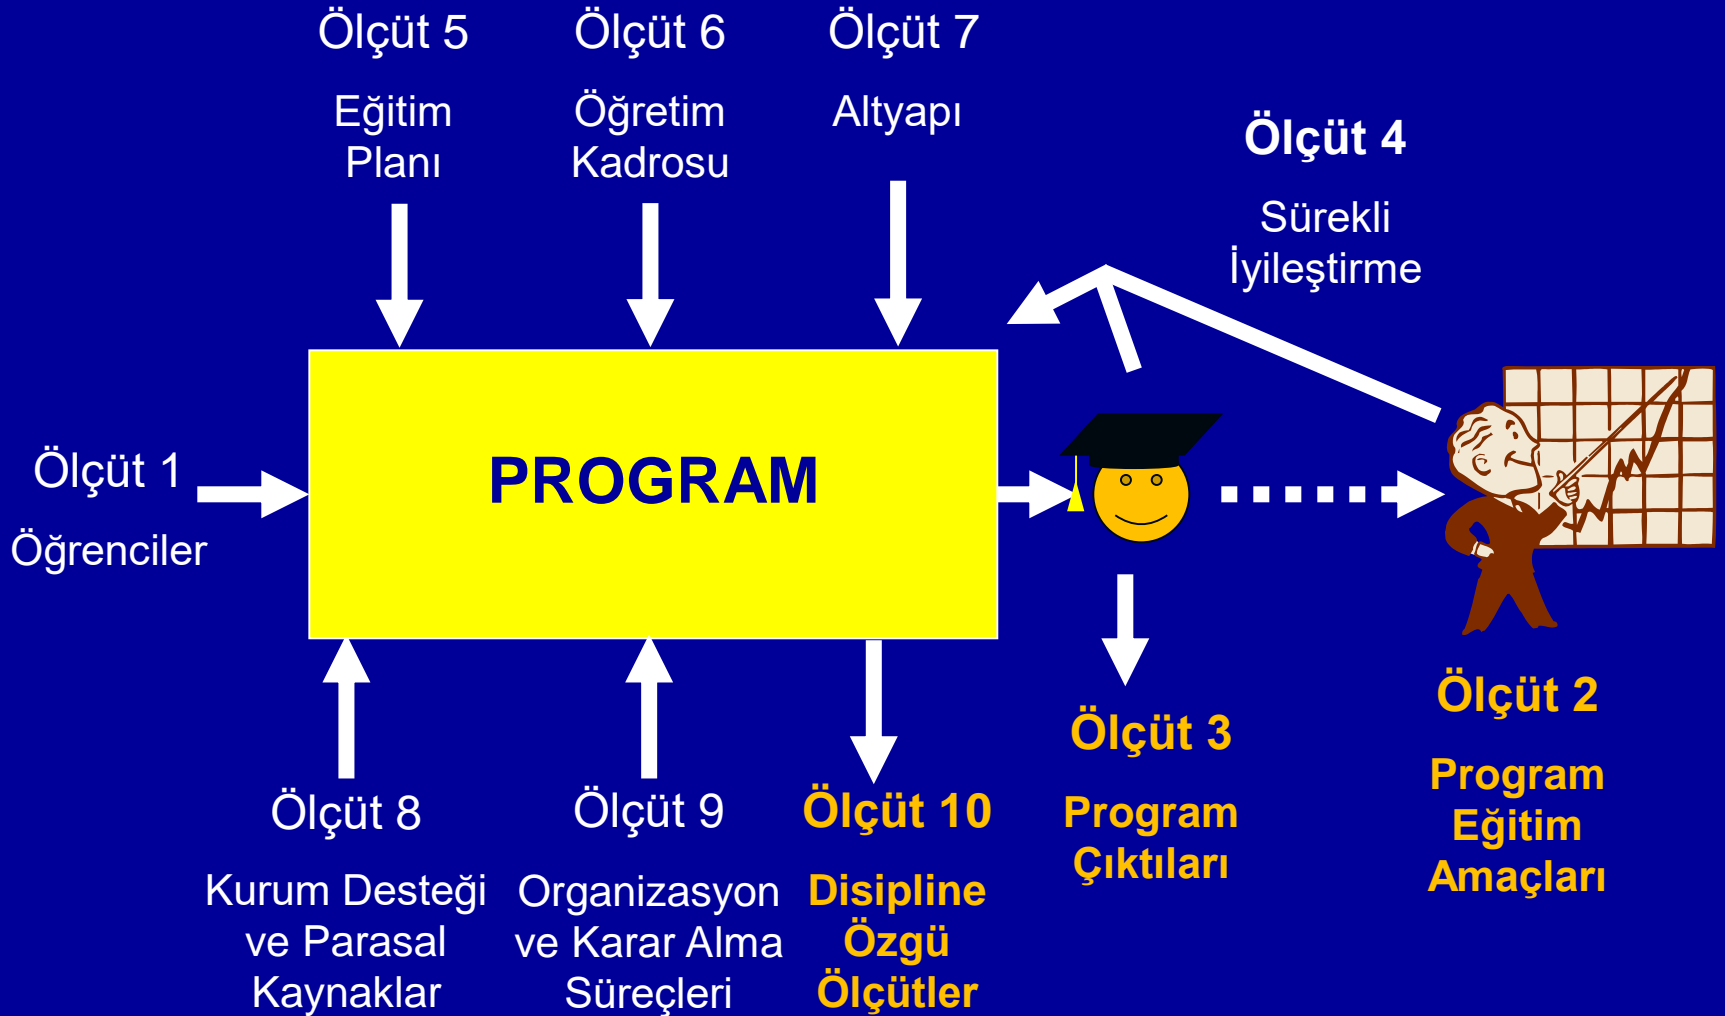 Ölçüt 5
Eğitim
Planı
Ölçüt 6
Öğretim
Kadrosu
Ölçüt 7
Altyapı
Ölçüt 4
Sürekli
İyileştirme
Ölçüt 1
Öğrenciler
PROGRAM
Ölçüt 8
Kurum Desteği
ve Parasal
Kaynaklar
Ölçüt 9
Organizasyon
ve Karar Alma
Süreçleri
Ölçüt 10
Disipline
Özgü
Ölçütler
Ölçüt 3
Program
Çıktıları
Ölçüt 2
Program
Eğitim
Amaçları